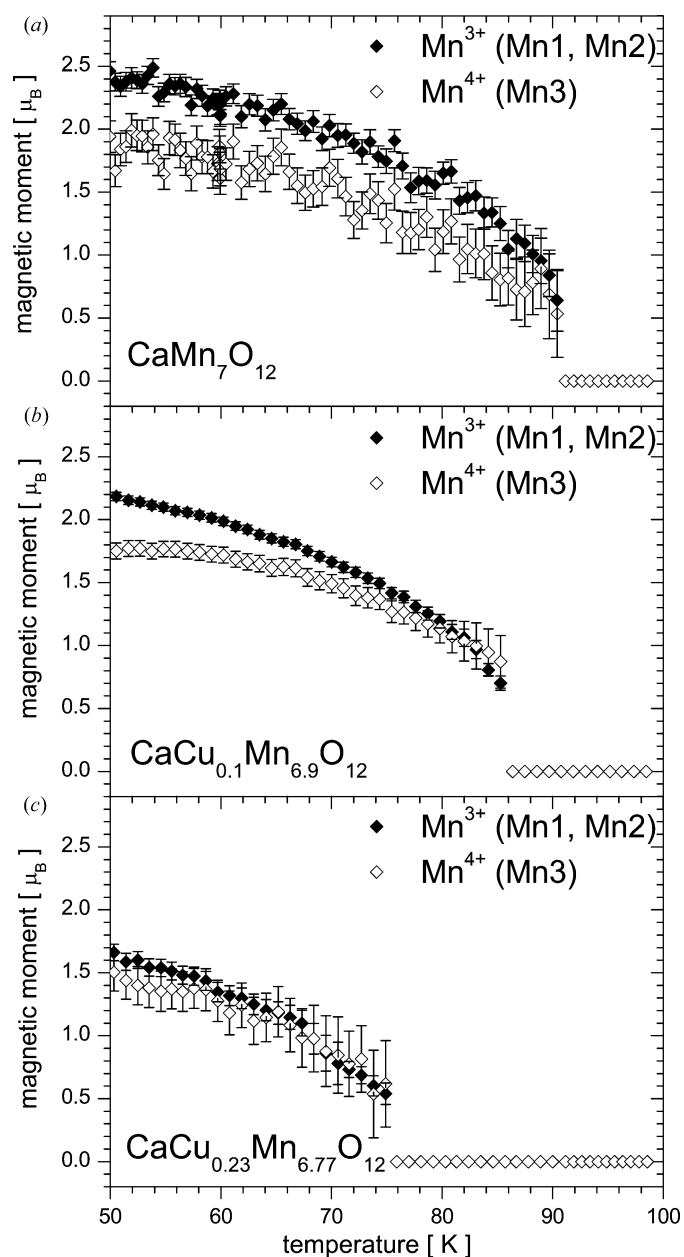 (a)
Mn3+ (Mn1, Mn2)
Mn4+ (Mn3)
2.5
2.0
1.5
1.0
0.5
0.0
magnetic moment [ μB ]
CaMn7O12
(b)
Mn3+ (Mn1, Mn2)
Mn4+ (Mn3)
2.5
2.0
1.5
1.0
0.5
0.0
magnetic moment [ μB ]
CaCu0.1Mn6.9O12
(c)
Mn3+ (Mn1, Mn2)
Mn4+ (Mn3)
2.5
2.0
1.5
1.0
0.5
0.0
magnetic moment [ μB ]
CaCu0.23Mn6.77O12
50 60 70 80 90 100
temperature [ K ]